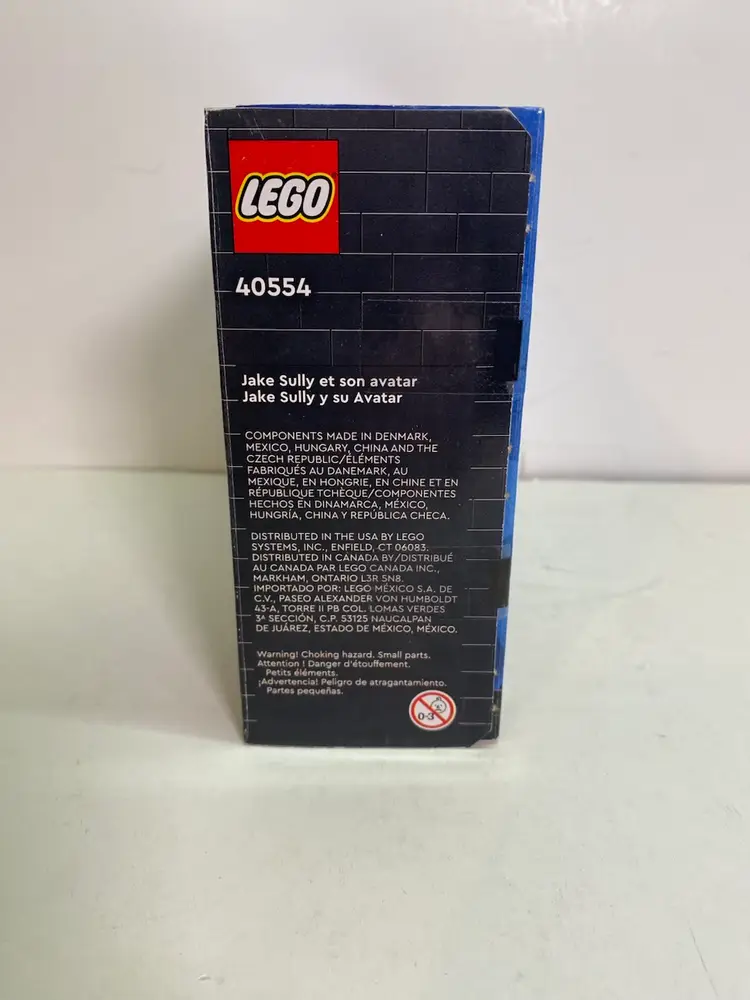 LEGO
40554
Jake Sully et son avatar
Jake Sully y su Avatar
COMPONENTS MADE IN DENMARK,
MEXICO, HUNGARY, CHINA AND THE
CZECH REPUBLIC/ÉLÉMENTS
FABRIQUÉS AU DANEMARK, AU
MEXIQUE, EN HONGRIE, EN CHINE ET EN
RÉPUBLIQUE TCHÈQUE/COMPONENTES
HECHOS EN DINAMARCA, MÉXICO,
HUNGRÍA, CHINA Y REPÚBLICA CHECA.
DISTRIBUTED IN THE USA BY LEGO
SYSTEMS, INC., ENFIELD, CT 06083.
DISTRIBUTED IN CANADA BY/DISTRIBUÉ
AU CANADA PAR LEGO CANADA INC.,
MARKHAM, ONTARIO L3R 5N8.
IMPORTADO POR: LEGO MÉXICO S.A. DE
C.V., PASEO ALEXANDER VON HUMBOLDT
43-A, TORRE II PB COL. LOMAS VERDES
3ª SECCIÓN, C.P. 53125 NAUCALPAN
DE JUÁREZ, ESTADO DE MÉXICO, MÉXICO.
Warning! Choking hazard. Small parts.
Attention ! Danger d'étouffement.
Petits éléments.
¡Advertencia! Peligro de atragantamiento.
Partes pequeñas.
0-3